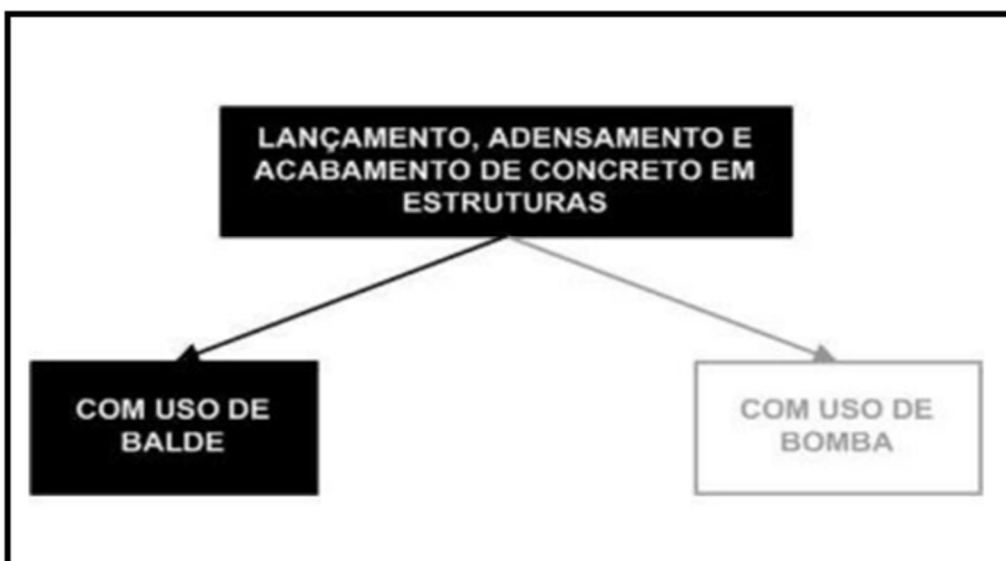 LANÇAMENTO, ADENSAMENTO E
ACABAMENTO DE CONCRETO EM
ESTRUTURAS
COM USO DE
BALDE
COM USO DE
BOMBA